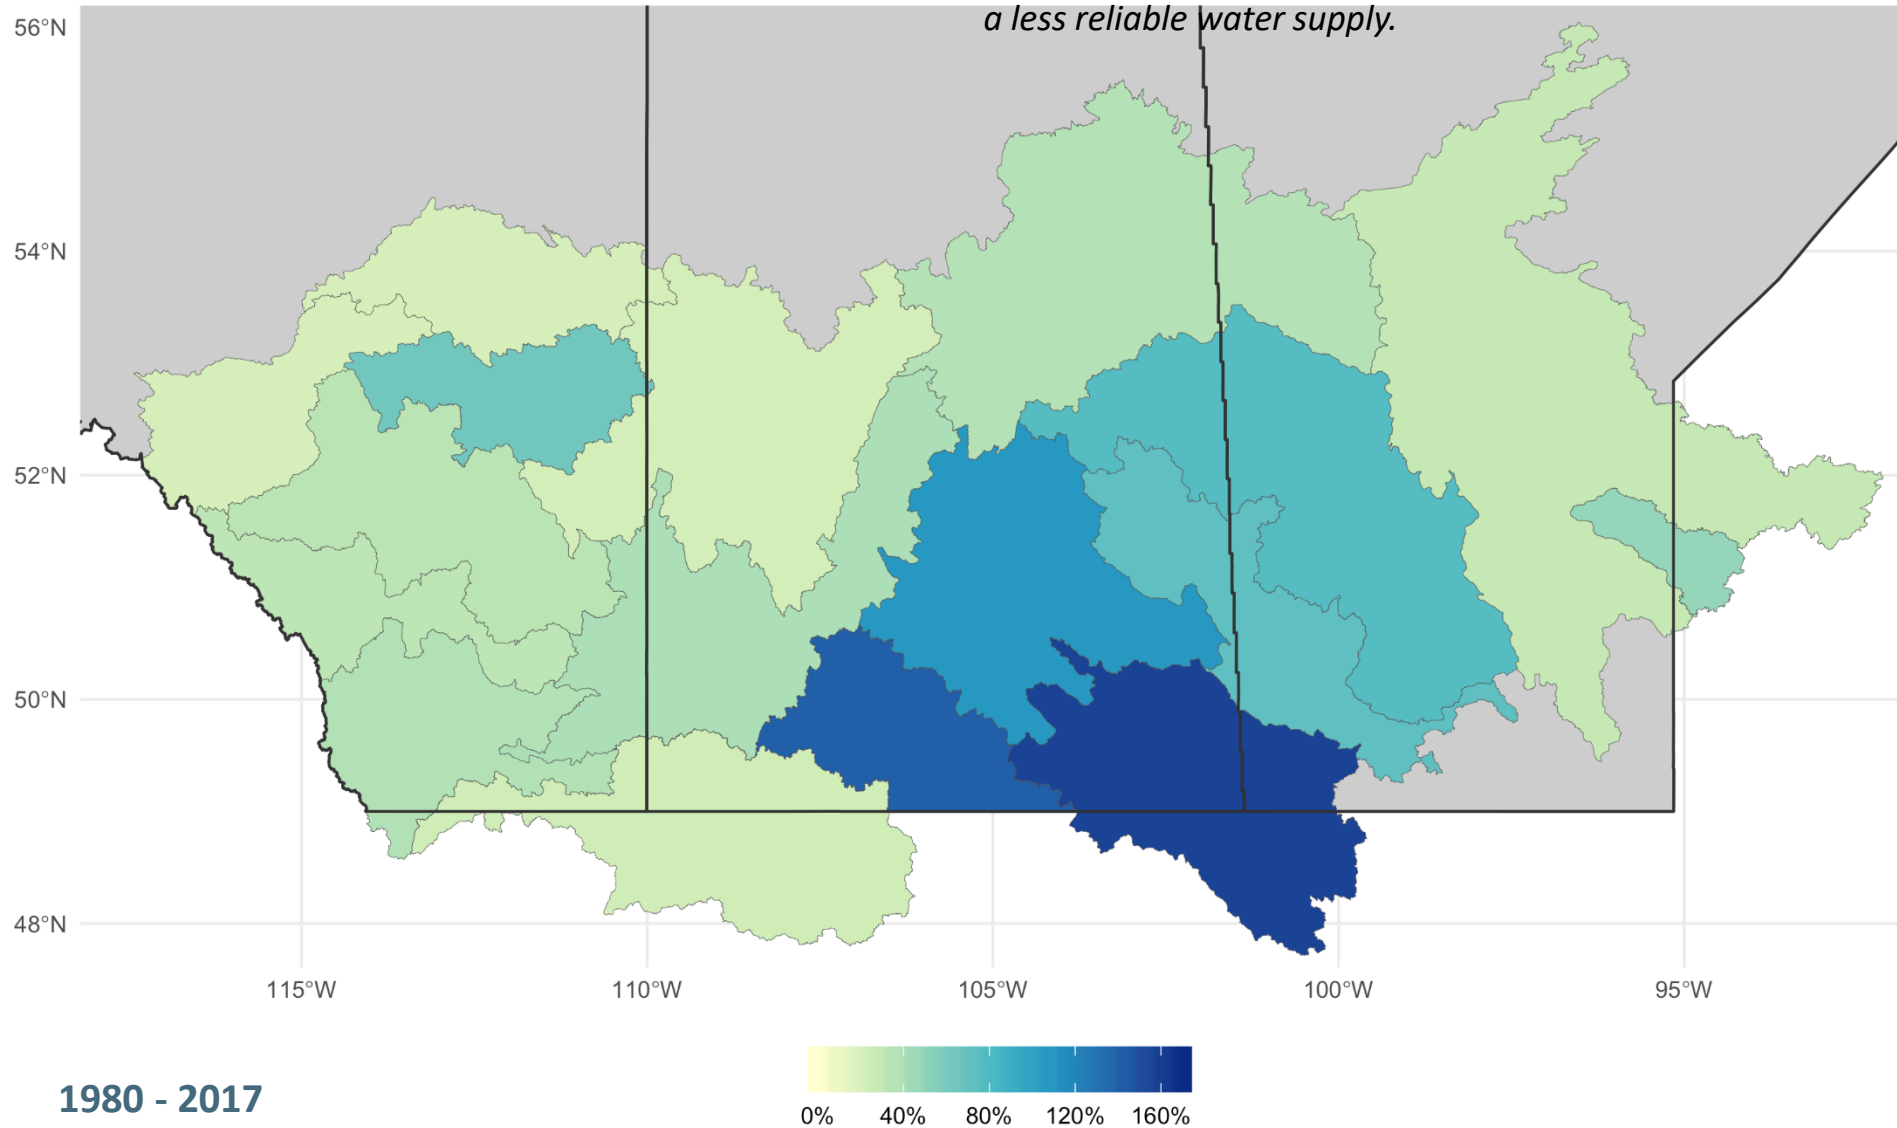 a less reliable water supply.
56°N
54°N
52°N
50°N
48°N
115°W 110°W 105°W 100°W 95°W
0% 40% 80% 120% 160%
1980 - 2017